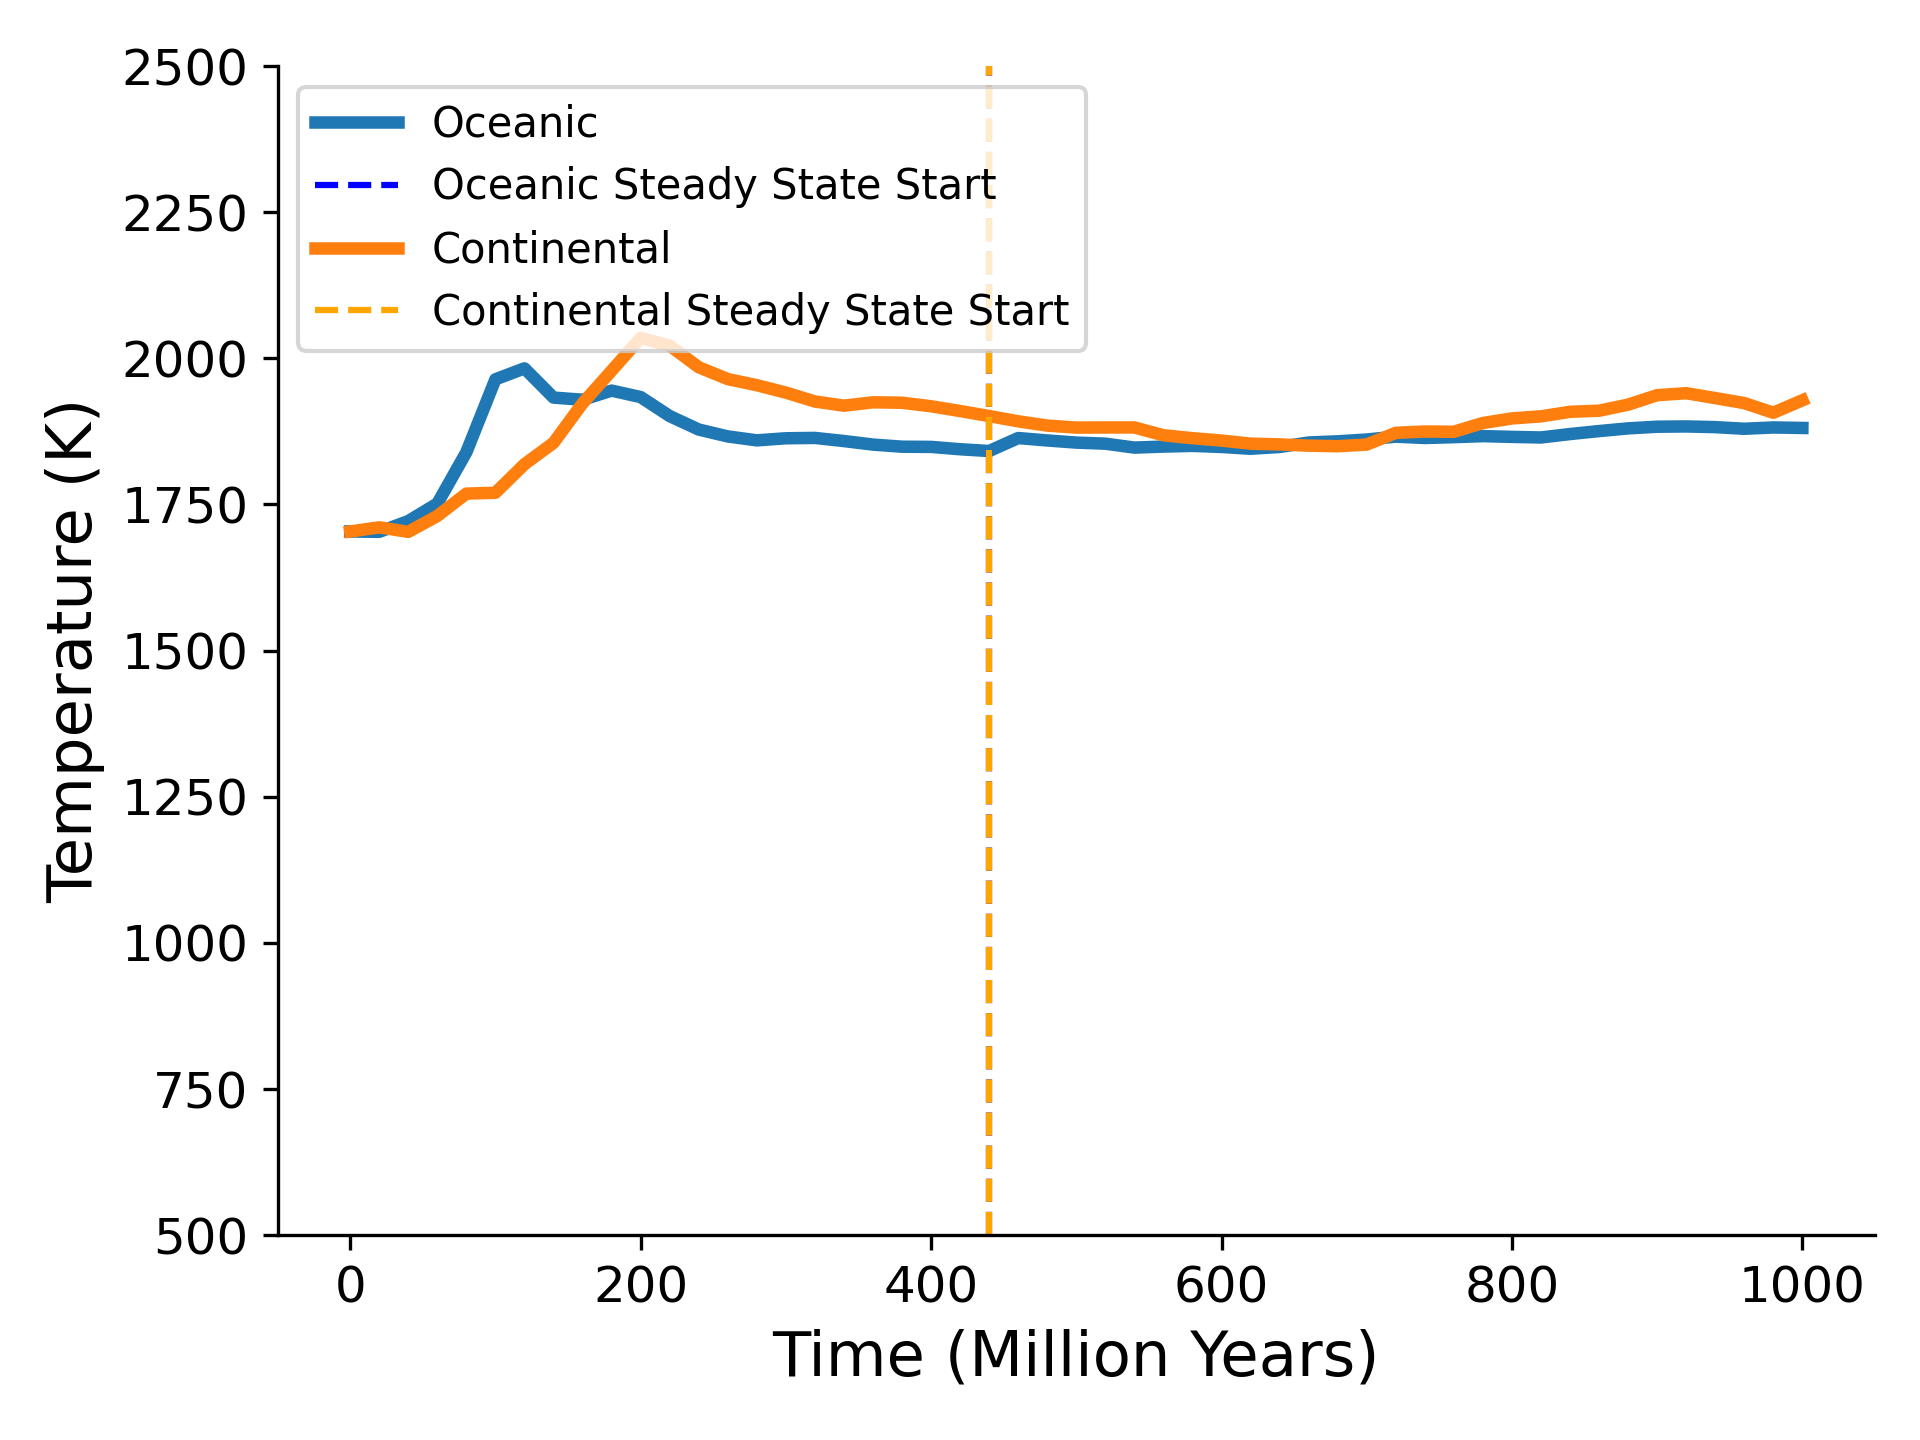 2500
2250
2000
1750
1500
1250
1000
750
500
Temperature (K)
Oceanic
Oceanic Steady State Start
Continental
Continental Steady State Start
0 200 400 600 800 1000
Time (Million Years)